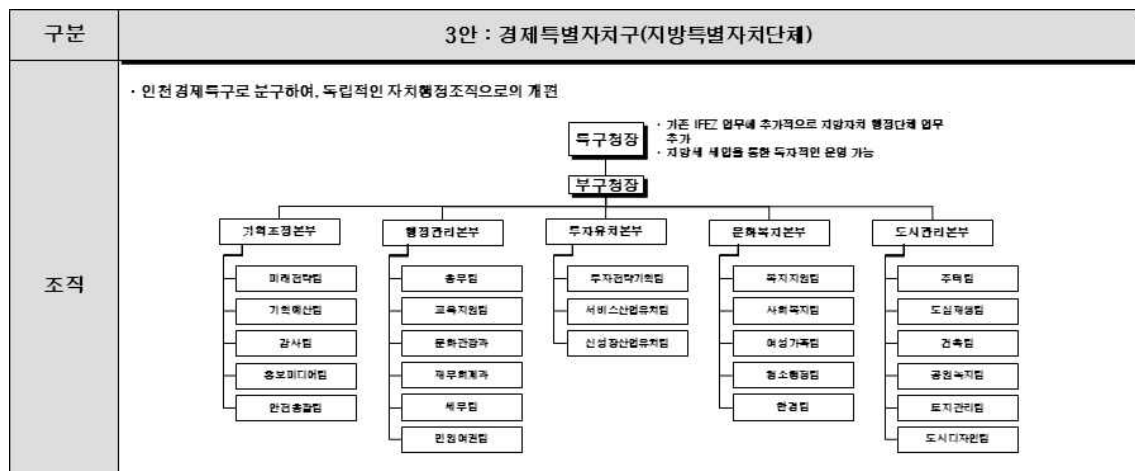 구분
3안 : 경제특별자치구(지방특별자치단체)
조직
· 인천경제특구로 분구하여, 독립적인 자치행정조직으로의 개편
특구청장
· 기존 IFEZ 업무에 추가적으로 지방자치 행정단체 업무
추가
· 지방세 세입을 통한 독자적인 운영 가능
부구청장
기획조정본부
행정관리본부
투자유치본부
문화복지본부
도시관리본부
미래전략팀
기획예산팀
감사팀
홍보미디어팀
안전총괄팀
총무팀
교육지원팀
문화관광과
재무회계과
세무팀
민원여권팀
투자전략기획팀
서비스산업유치팀
신성장산업유치팀
복지지원팀
사회복지팀
여성가족팀
청소행정팀
환경팀
주택팀
도심재생팀
건축팀
공원녹지팀
토지관리팀
도시디자인팀